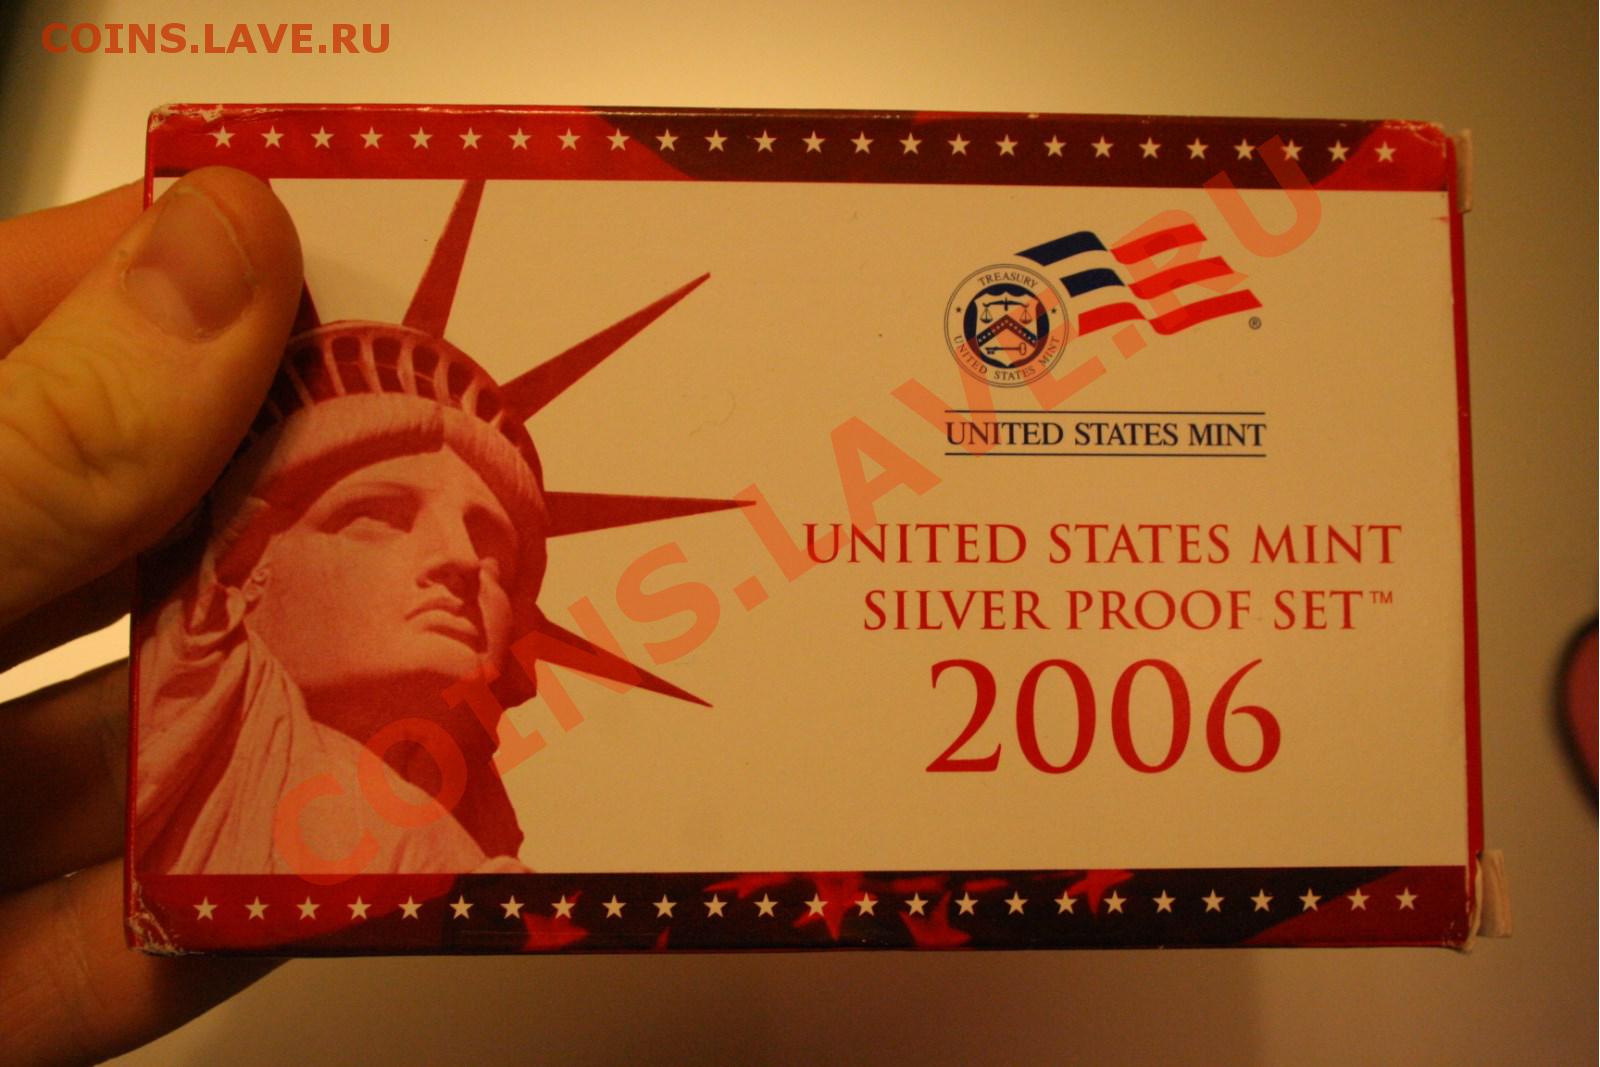 COINS.LAVE.RU
TREASURY
UNITED STATES MINT
®
UNITED STATES MINT
UNITED STATES MINT
SILVER PROOF SET™
2006
COINS.LAVE.RU